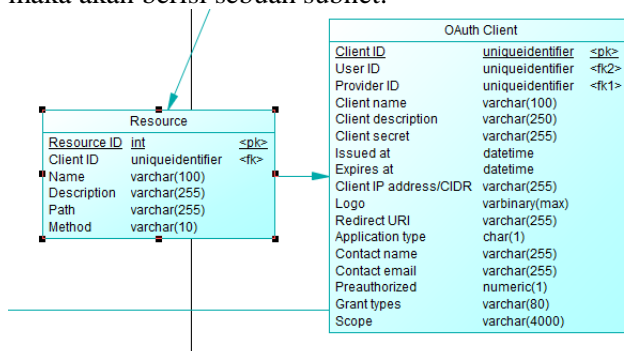 maka akan berisi sebuah subnet.
OAuth Client
Client ID uniqueidentifier <pk>
User ID uniqueidentifier <fk2>
Provider ID uniqueidentifier <fk1>
Client name varchar(100)
Client description varchar(250)
Client secret varchar(255)
Issued at datetime
Expires at datetime
Client IP address/CIDR varchar(255)
Logo varbinary(max)
Redirect URI varchar(255)
Application type char(1)
Contact name varchar(255)
Contact email varchar(255)
Preauthorized numeric(1)
Grant types varchar(80)
Scope varchar(4000)
Resource
Resource ID int <pk>
Client ID uniqueidentifier <fk>
Name varchar(100)
Description varchar(255)
Path varchar(255)
Method varchar(10)